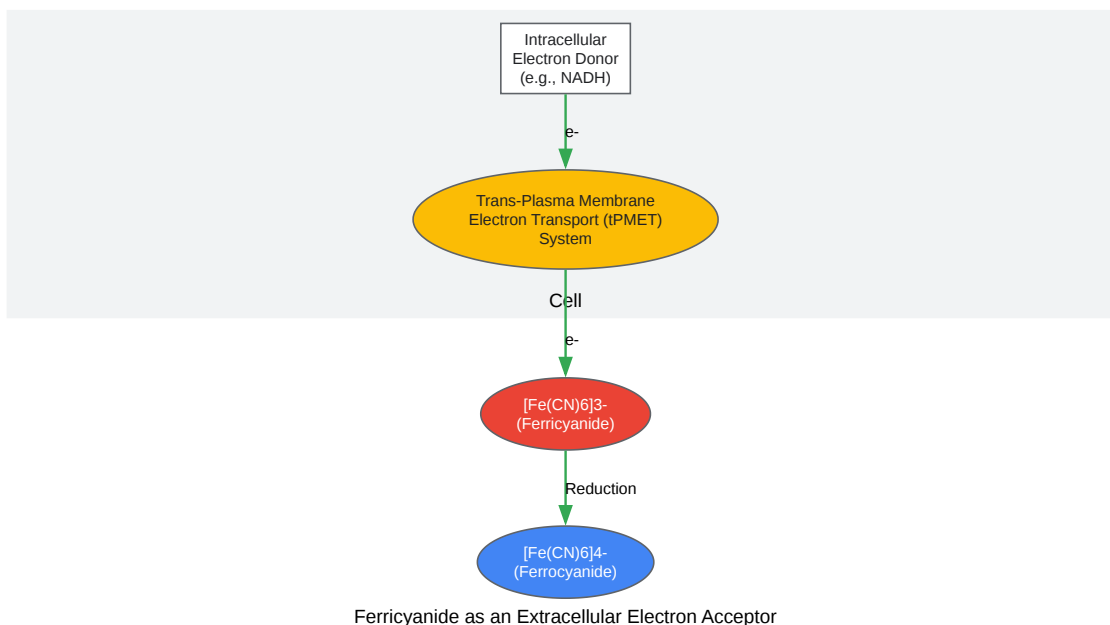 Intracellular
Electron Donor
(e.g., NADH)
e-
Trans-Plasma Membrane
Electron Transport (tPMET)
System
Cell
e-
[Fe(CN)6]3-
(Ferricyanide)
Reduction
[Fe(CN)6]4-
(Ferrocyanide)
Ferricyanide as an Extracellular Electron Acceptor